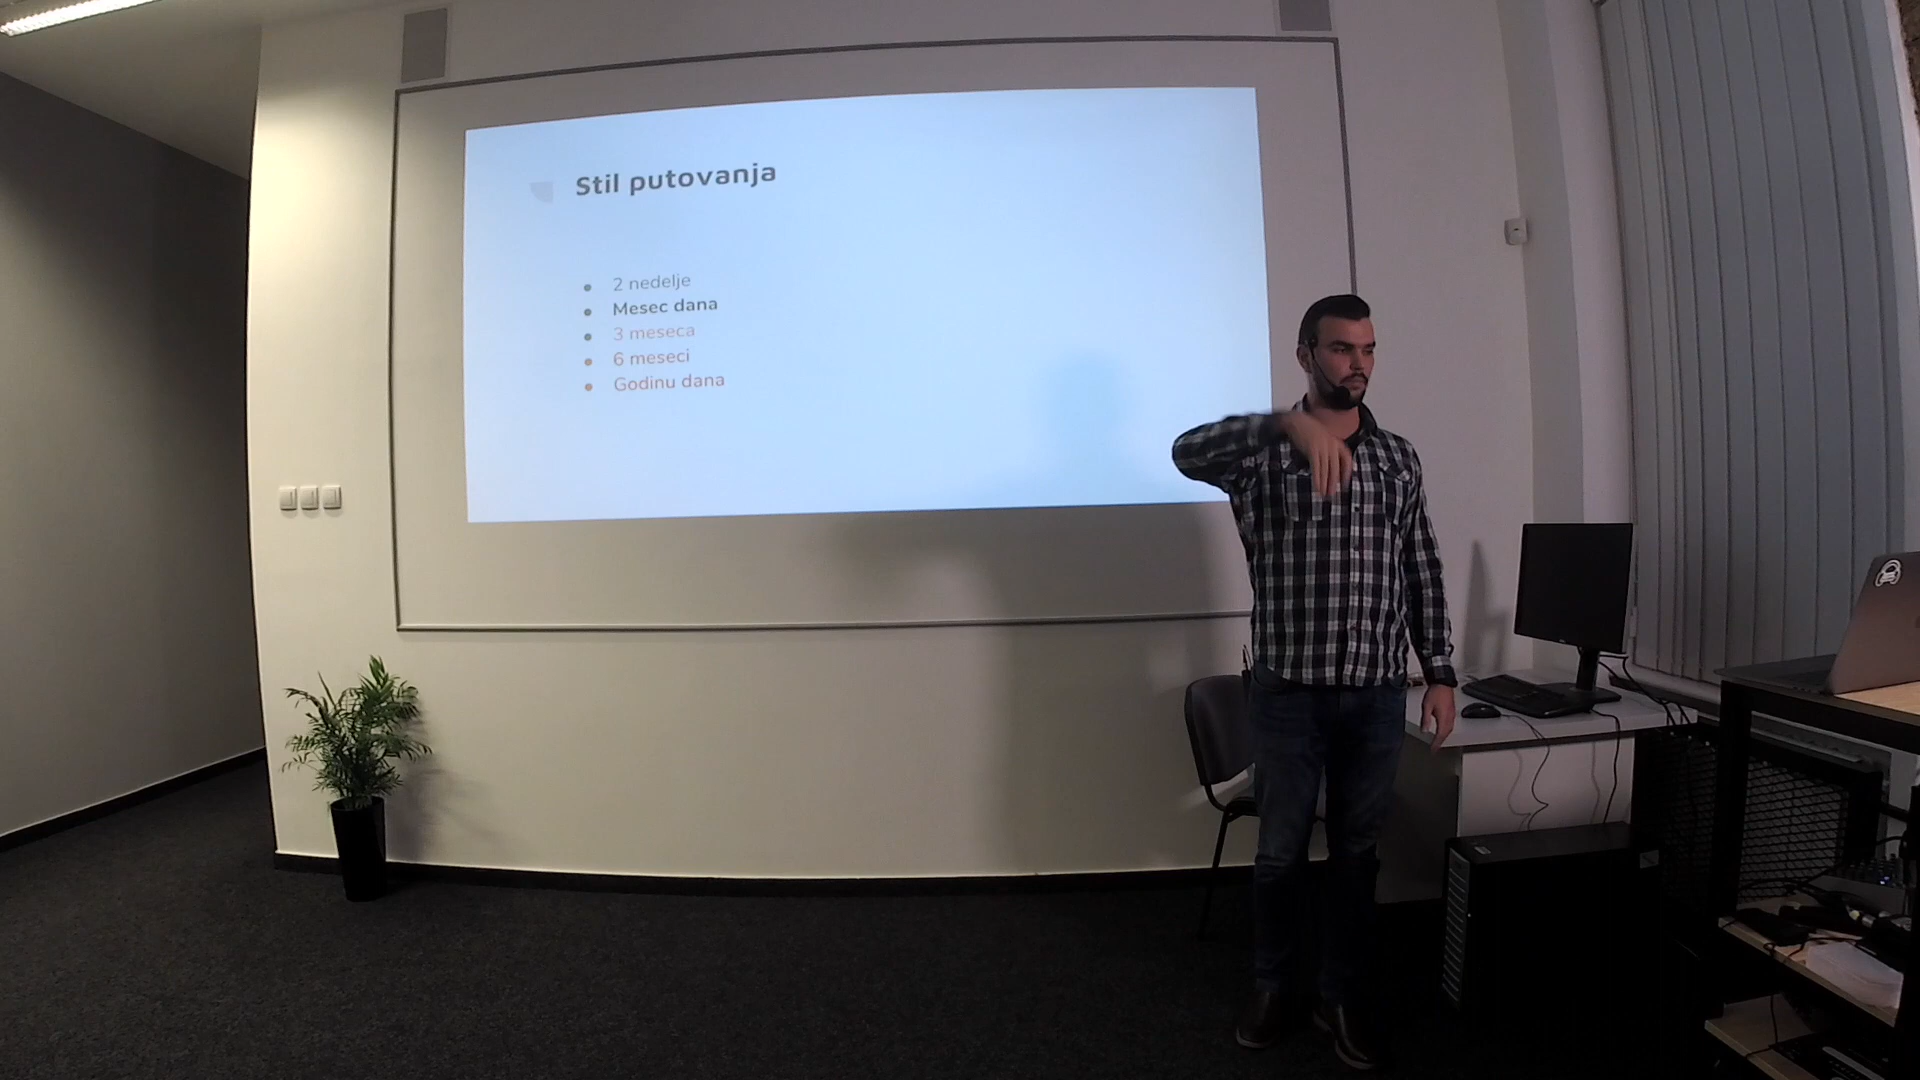 Stil putovanja
2 nedelje
Mesec dana
3 meseca
6 meseci
Godinu dana